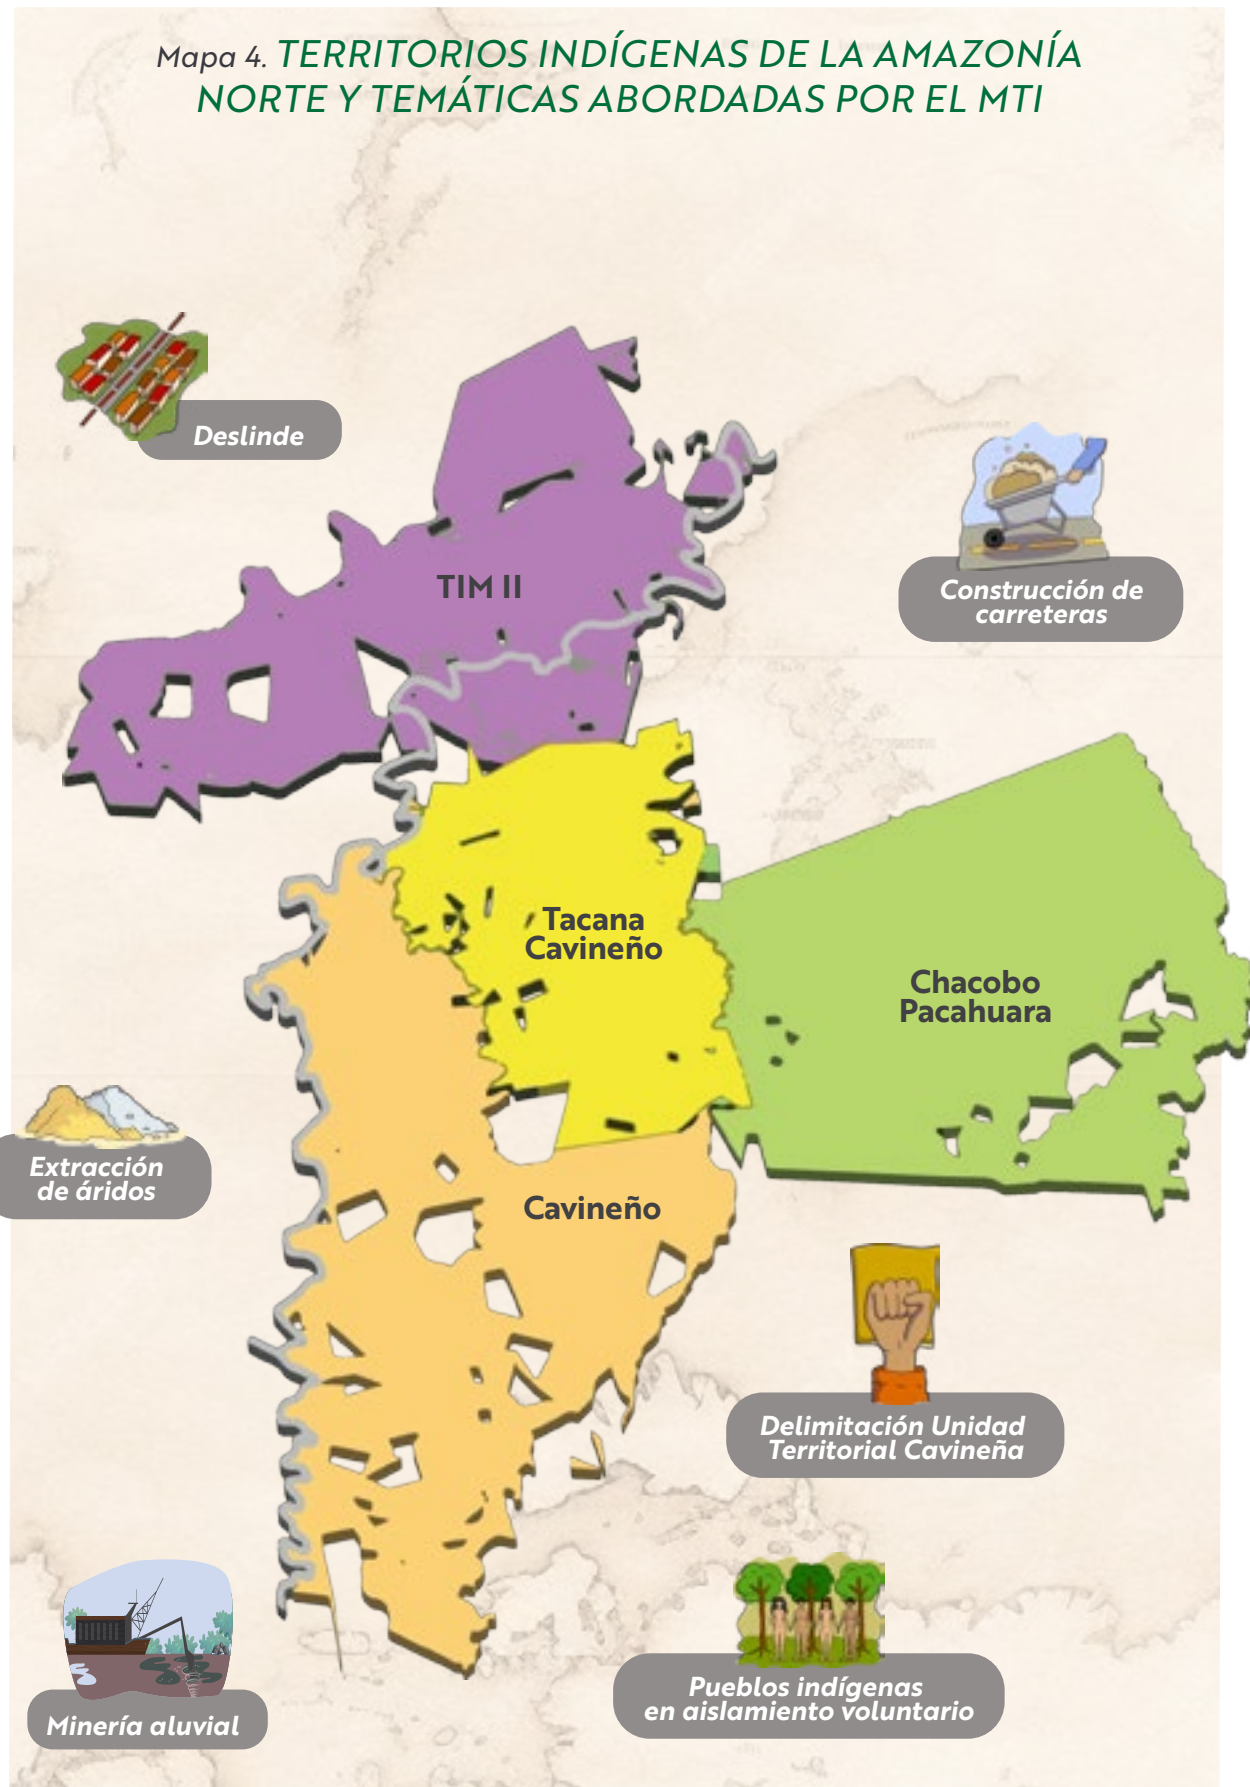 Mapa 4. TERRITORIOS INDÍGENAS DE LA AMAZONÍA
NORTE Y TEMÁTICAS ABORDADAS POR EL MTI
Deslinde
Construcción de
carreteras
TIM II
Tacana
Cavineño
Chacobo
Pacahuara
Extracción
de áridos
Cavineño
Delimitación Unidad
Territorial Cavineña
Pueblos indígenas
en aislamiento voluntario
Minería aluvial